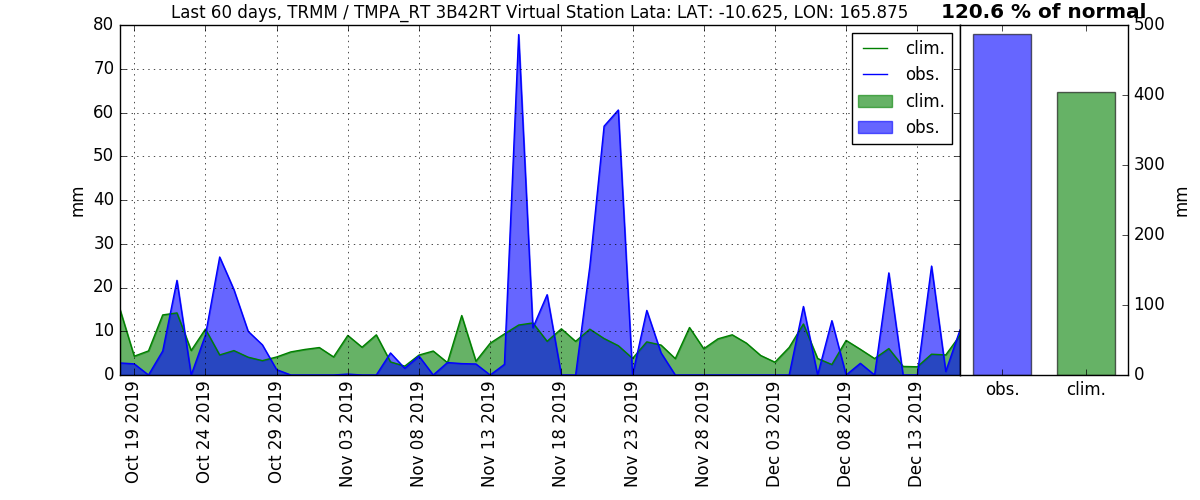 Last 60 days, TRMM / TMPA_RT 3B42RT Virtual Station Lata: LAT: -10.625, LON: 165.875
120.6 % of normal
80
70
60
50
40
30
20
10
0
mm
clim.
obs.
clim.
obs.
500
400
300
200
100
0
mm
obs.
clim.
Oct 19 2019
Oct 24 2019
Oct 29 2019
Nov 03 2019
Nov 08 2019
Nov 13 2019
Nov 18 2019
Nov 23 2019
Nov 28 2019
Dec 03 2019
Dec 08 2019
Dec 13 2019